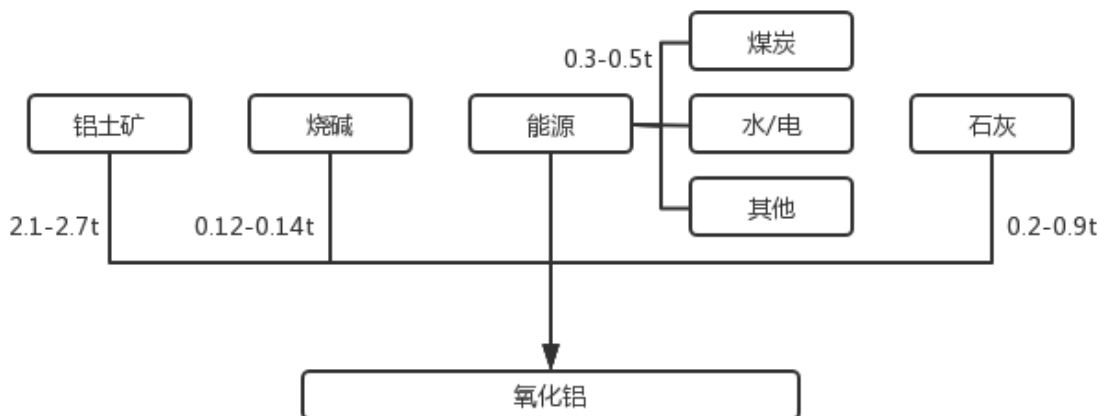 煤炭
0.3-0.5t
铝土矿
烧碱
能源
水/电
石灰
其他
2.1-2.7t
0.12-0.14t
0.2-0.9t
氧化铝